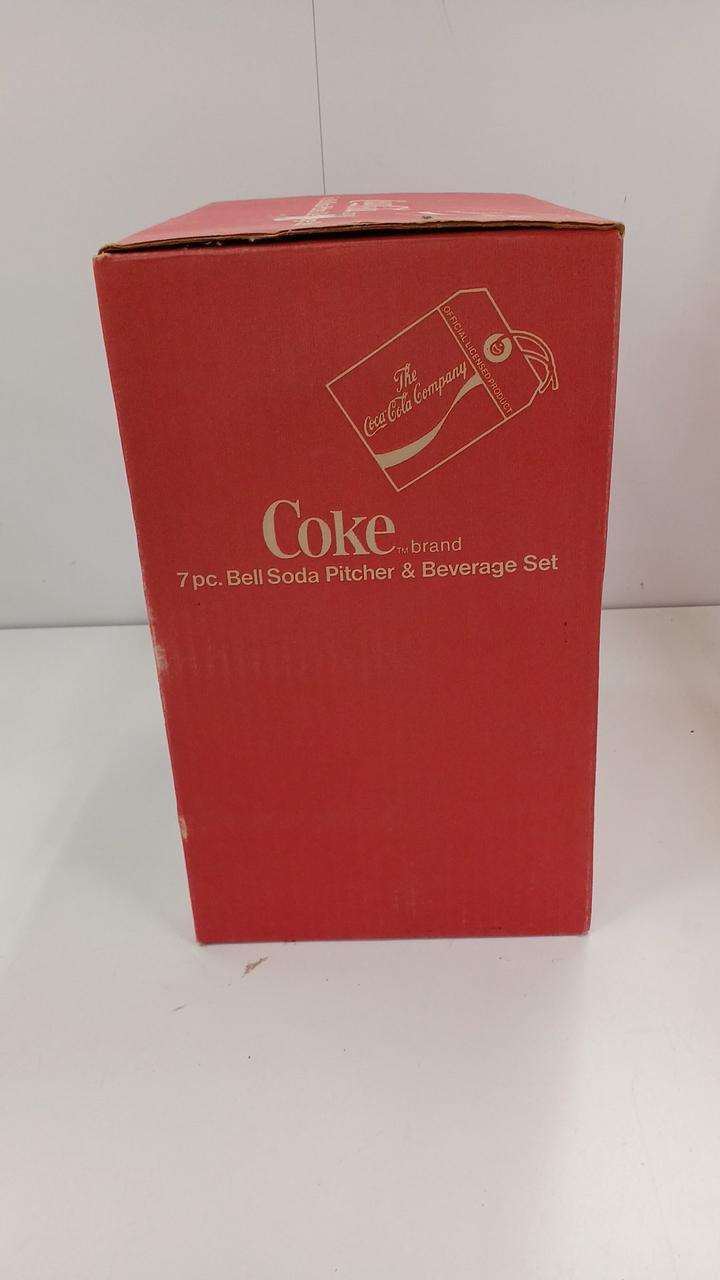 The
Coca-Cola Company
OFFICIAL LICENSED PRODUCT
Coke™ brand
7 pc. Bell Soda Pitcher & Beverage Set